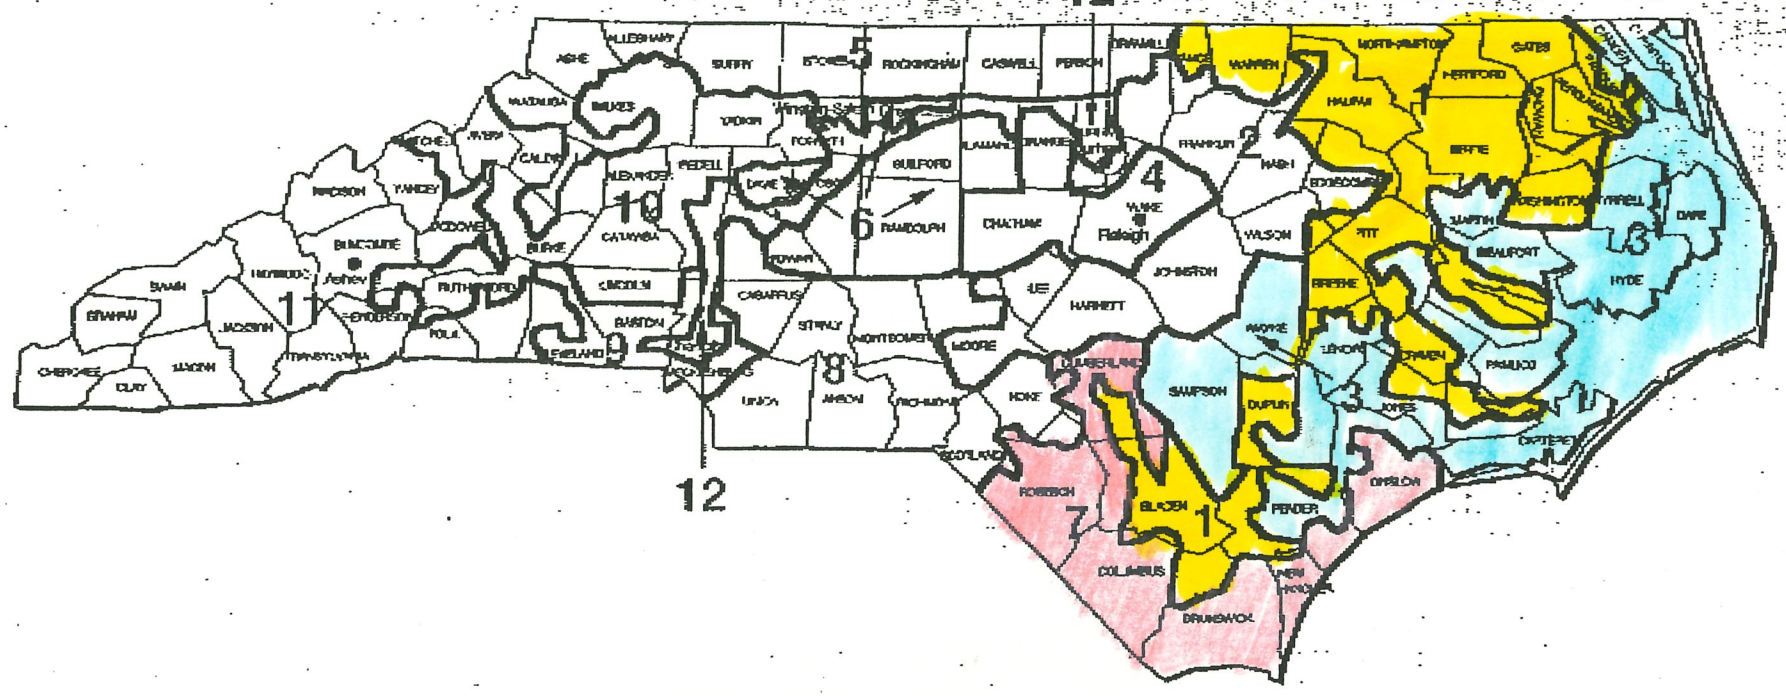 12
ALLEGHANY
ASHE
SURRY
STOKES
5
ROCKINGHAM
CASWELL
PERSON
GRANVILLE
WARREN
NORTHAMPTON
GATES
HERTFORD
HALIFAX
1
WATAUGA
WILKES
YADKIN
Winston-Salem
FORSYTH
GUILFORD
FRANKLIN
2
NASH
BERTIE
MADISON
YANCEY
ALEXANDER
IREDELL
DAVIE
4
WAKE
Raleigh
EDGECOMBE
WASHINGTON
TYRRELL
DARE
10
BUNCOMBE
MCDOWELL
BURKE
CATAWBA
6
RANDOLPH
CHATHAM
WILSON
PITT
MARTIN
BEAUFORT
3
HYDE
SWAIN
HAYWOOD
RUTHERFORD
LINCOLN
ROWAN
CABARRUS
LEE
JOHNSTON
HARNETT
GREENE
GRAHAM
JACKSON
11
HENDERSON
POLK
GASTON
STANLY
MONTGOMERY
MOORE
WAYNE
LENOIR
CRAVEN
PAMLICO
CHEROKEE
CLAY
MACON
TRANSYLVANIA
CLEVELAND
9
MECKLENBURG
8
UNION
ANSON
RICHMOND
HOKE
CUMBERLAND
SAMPSON
DUPLIN
3
JONES
CARTERET
SCOTLAND
12
ROBESON
7
BLADEN
1
PENDER
ONSLOW
COLUMBUS
NEW
HANOVER
BRUNSWICK